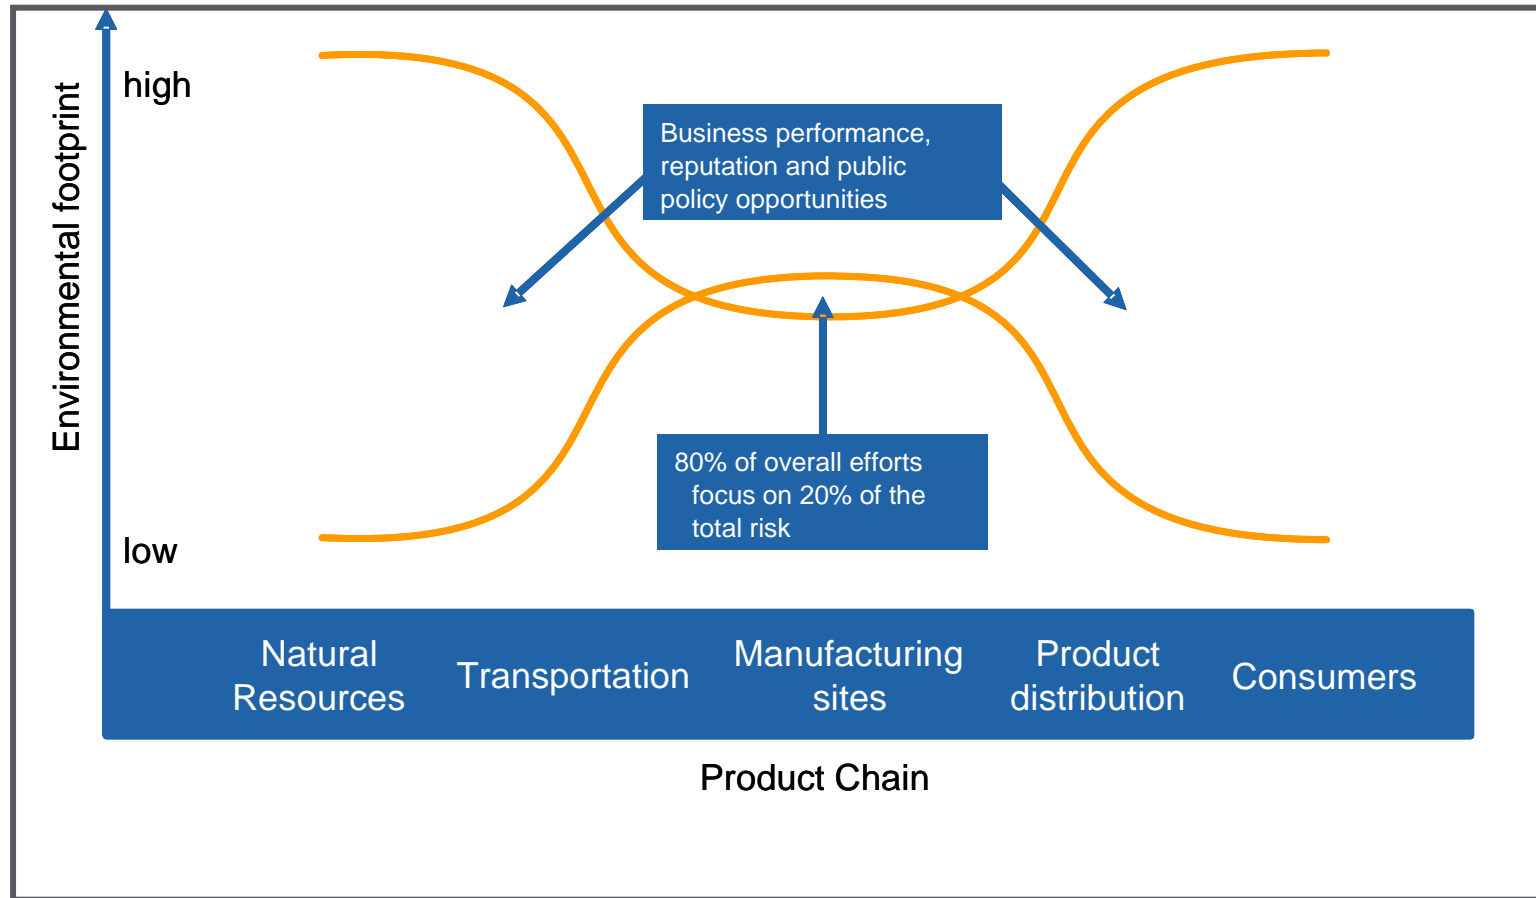 high
Environmental footprint
Business performance,
reputation and public
policy opportunities
80% of overall efforts
focus on 20% of the
total risk
low
Natural
Resources
Transportation
Manufacturing
sites
Product
distribution
Consumers
Product Chain